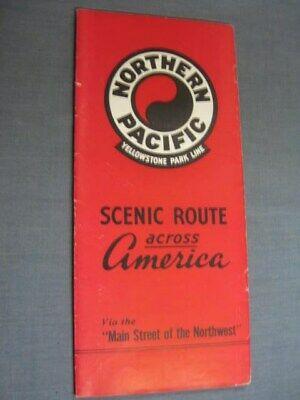 NORTHERN
PACIFIC
YELLOWSTONE PARK LINE
SCENIC ROUTE
across
America
Via the
"Main Street of the Northwest"